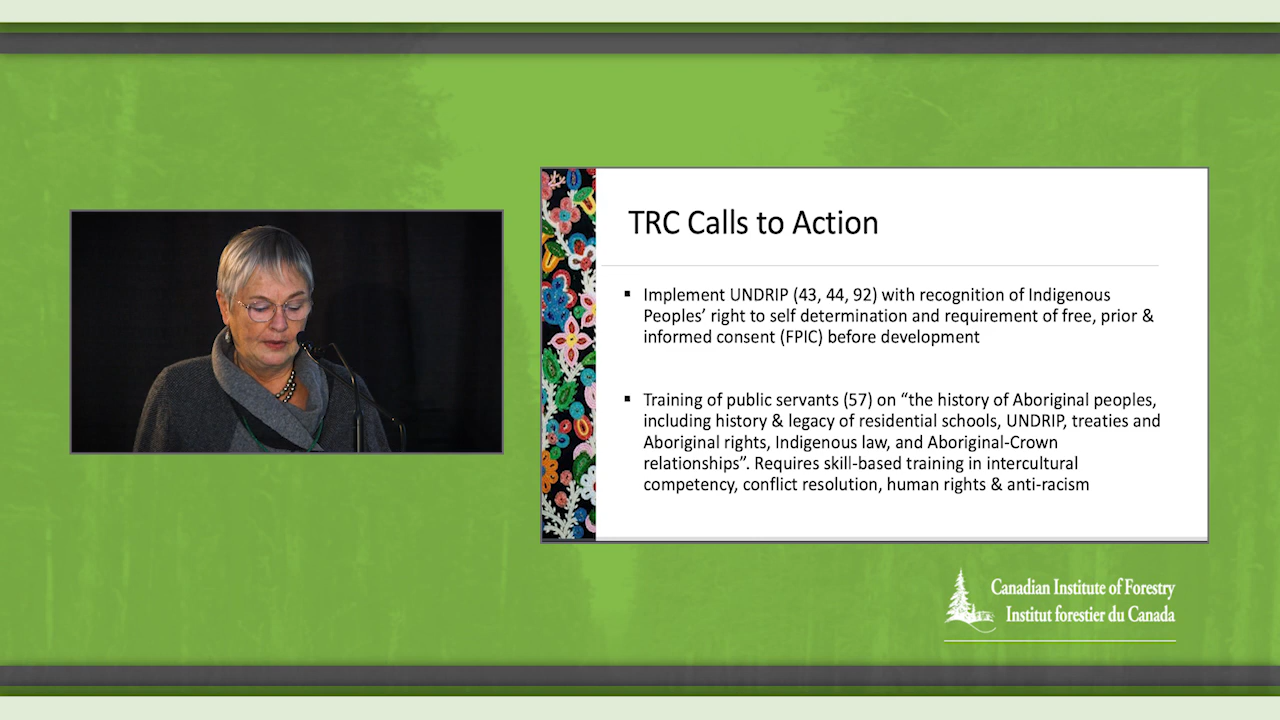 TRC Calls to Action
▪ Implement UNDRIP (43, 44, 92) with recognition of Indigenous
Peoples’ right to self determination and requirement of free, prior &
informed consent (FPIC) before development
▪ Training of public servants (57) on “the history of Aboriginal peoples,
including history & legacy of residential schools, UNDRIP, treaties and
Aboriginal rights, Indigenous law, and Aboriginal-Crown
relationships”. Requires skill-based training in intercultural
competency, conflict resolution, human rights & anti-racism
Canadian Institute of Forestry
Institut forestier du Canada